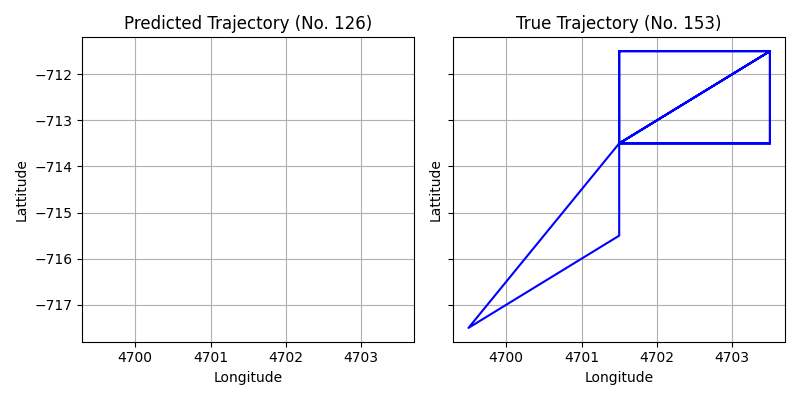 Predicted Trajectory (No. 126)
True Trajectory (No. 153)
−712
−713
−714
−715
−716
−717
Lattitude
Lattitude
4700
4701
4702
4703
4700
4701
4702
4703
Longitude
Longitude